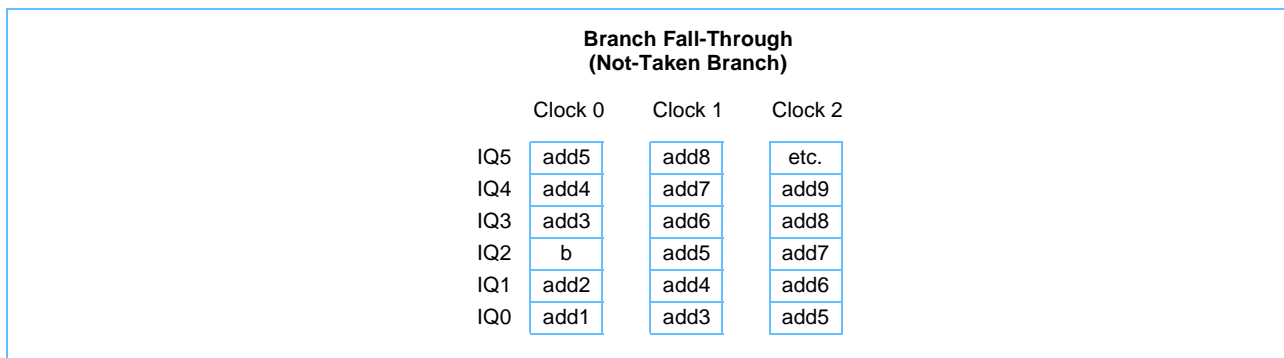 Branch Fall-Through
(Not-Taken Branch)
Clock 0 Clock 1 Clock 2
IQ5 add5 add8 etc.
IQ4 add4 add7 add9
IQ3 add3 add6 add8
IQ2 b add5 add7
IQ1 add2 add4 add6
IQ0 add1 add3 add5